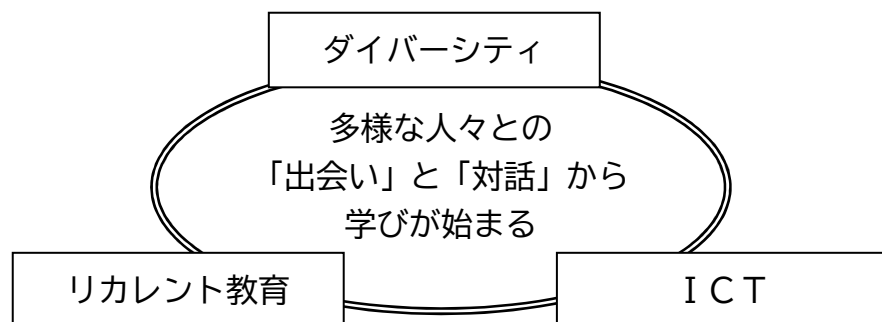 ダイバーシティ
多様な人々との
「出会い」と「対話」から
学びが始まる
リカレント教育
ＩＣＴ